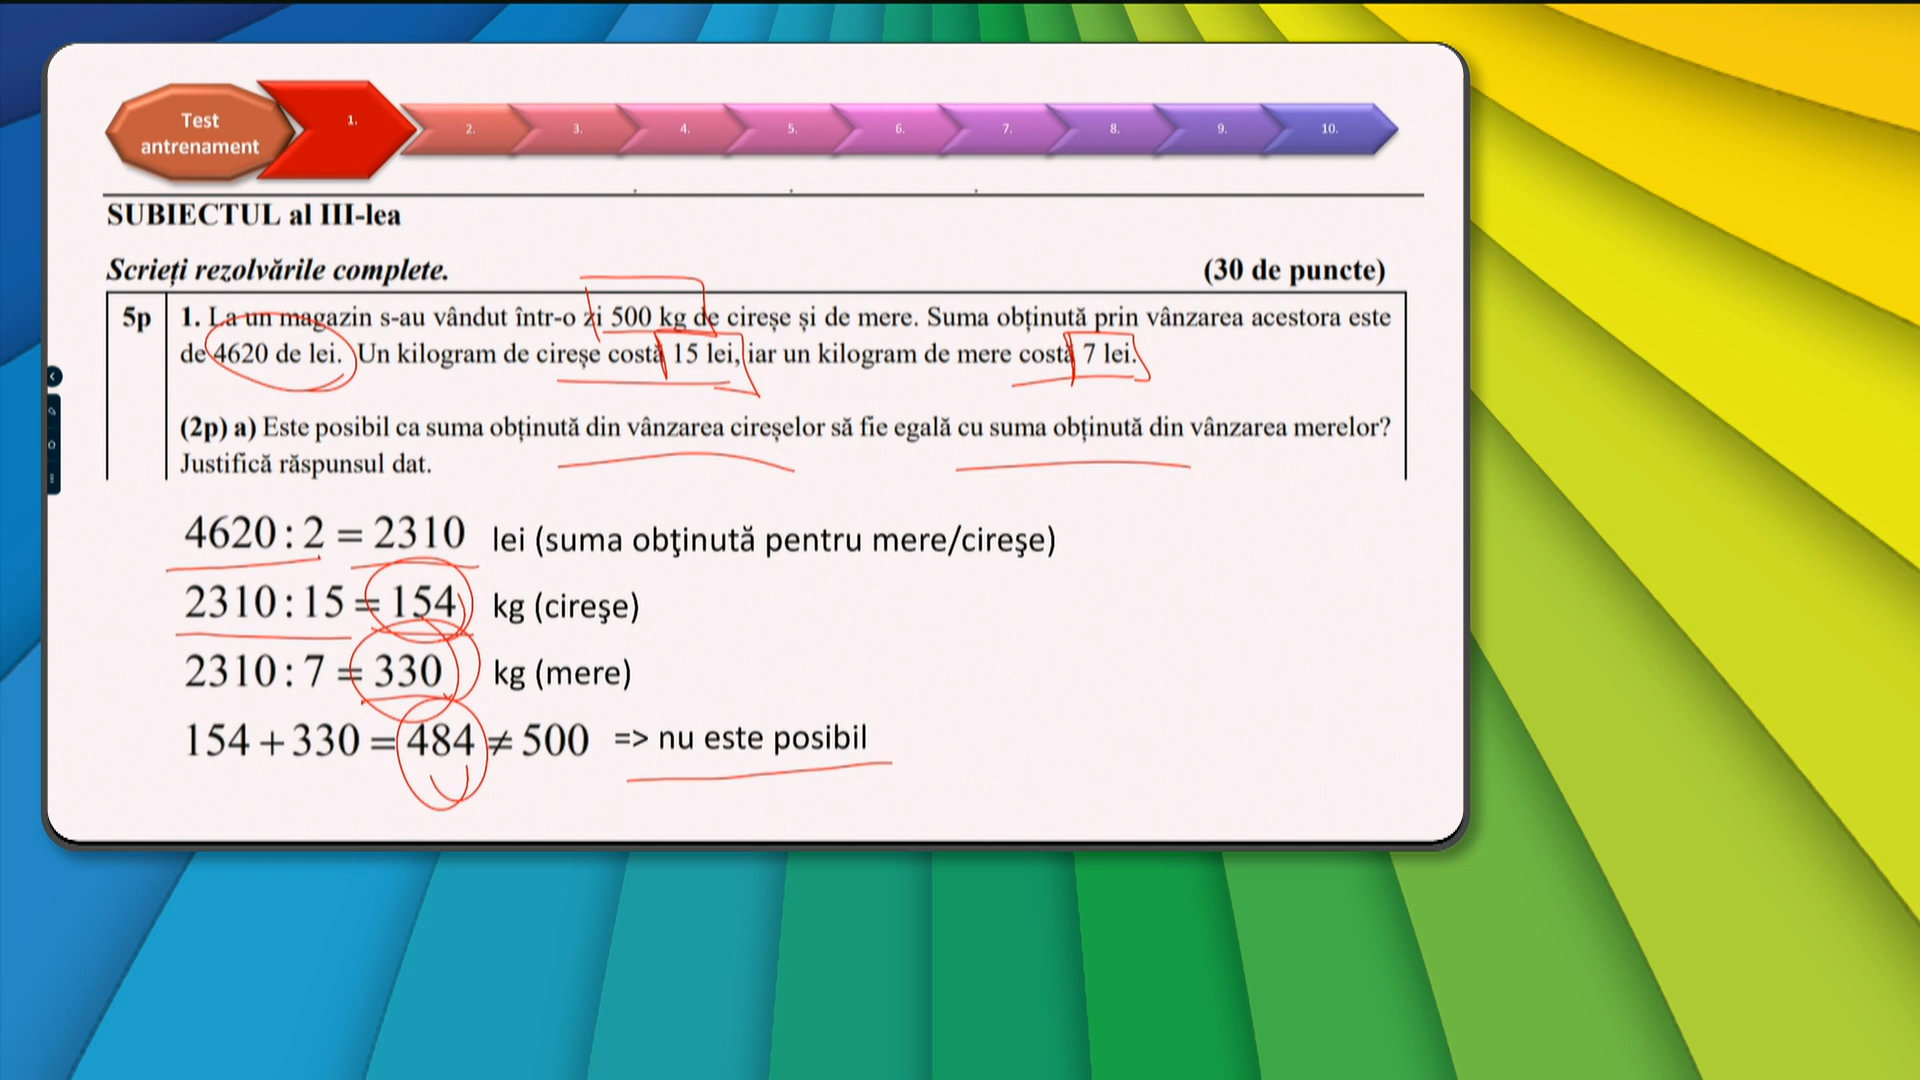 Test
antrenament
1.
2.
3.
4.
5.
6.
7.
8.
9.
10.
SUBIECTUL al III-lea
Scrieți rezolvările complete. (30 de puncte)
5p 1. La un magazin s-au vândut într-o zi 500 kg de cireșe și de mere. Suma obținută prin vânzarea acestora este
de 4620 de lei. Un kilogram de cireșe costă 15 lei, iar un kilogram de mere costă 7 lei.
(2p) a) Este posibil ca suma obținută din vânzarea cireșelor să fie egală cu suma obținută din vânzarea merelor?
Justifică răspunsul dat.
4620 : 2 = 2310 lei (suma obţinută pentru mere/cireşe)
2310 : 15 = 154 kg (cireşe)
2310 : 7 = 330 kg (mere)
154 + 330 = 484 ≠ 500 => nu este posibil